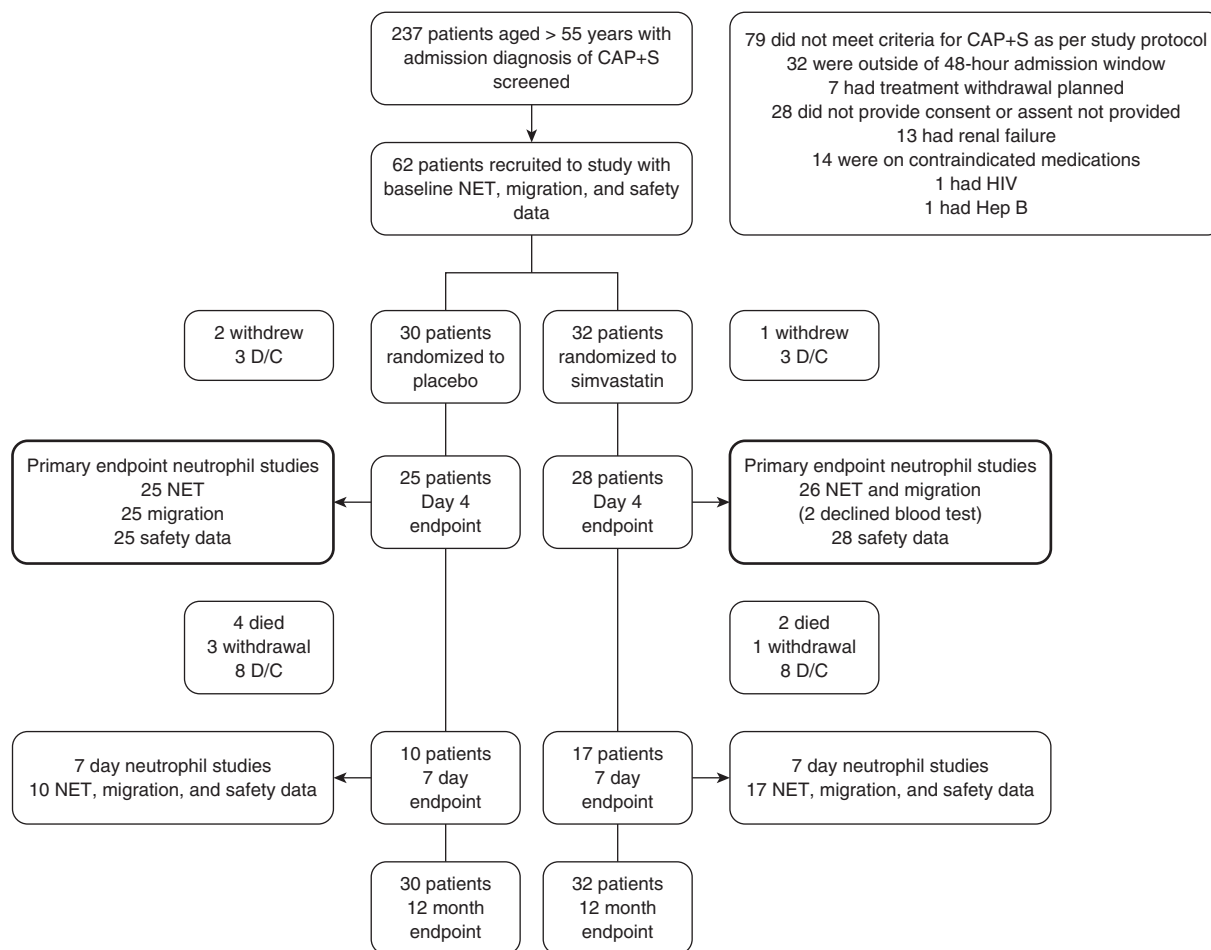 237 patients aged > 55 years with
admission diagnosis of CAP+S
screened
79 did not meet criteria for CAP+S as per study protocol
32 were outside of 48-hour admission window
7 had treatment withdrawal planned
28 did not provide consent or assent not provided
13 had renal failure
14 were on contraindicated medications
1 had HIV
1 had Hep B
62 patients recruited to study with
baseline NET, migration, and safety
data
2 withdrew
3 D/C
30 patients
randomized to
placebo
32 patients
randomized to
simvastatin
1 withdrew
3 D/C
Primary endpoint neutrophil studies
25 NET
25 migration
25 safety data
25 patients
Day 4
endpoint
28 patients
Day 4
endpoint
Primary endpoint neutrophil studies
26 NET and migration
(2 declined blood test)
28 safety data
4 died
3 withdrawal
8 D/C
2 died
1 withdrawal
8 D/C
7 day neutrophil studies
10 NET, migration, and safety data
10 patients
7 day
endpoint
17 patients
7 day
endpoint
7 day neutrophil studies
17 NET, migration, and safety data
30 patients
12 month
endpoint
32 patients
12 month
endpoint